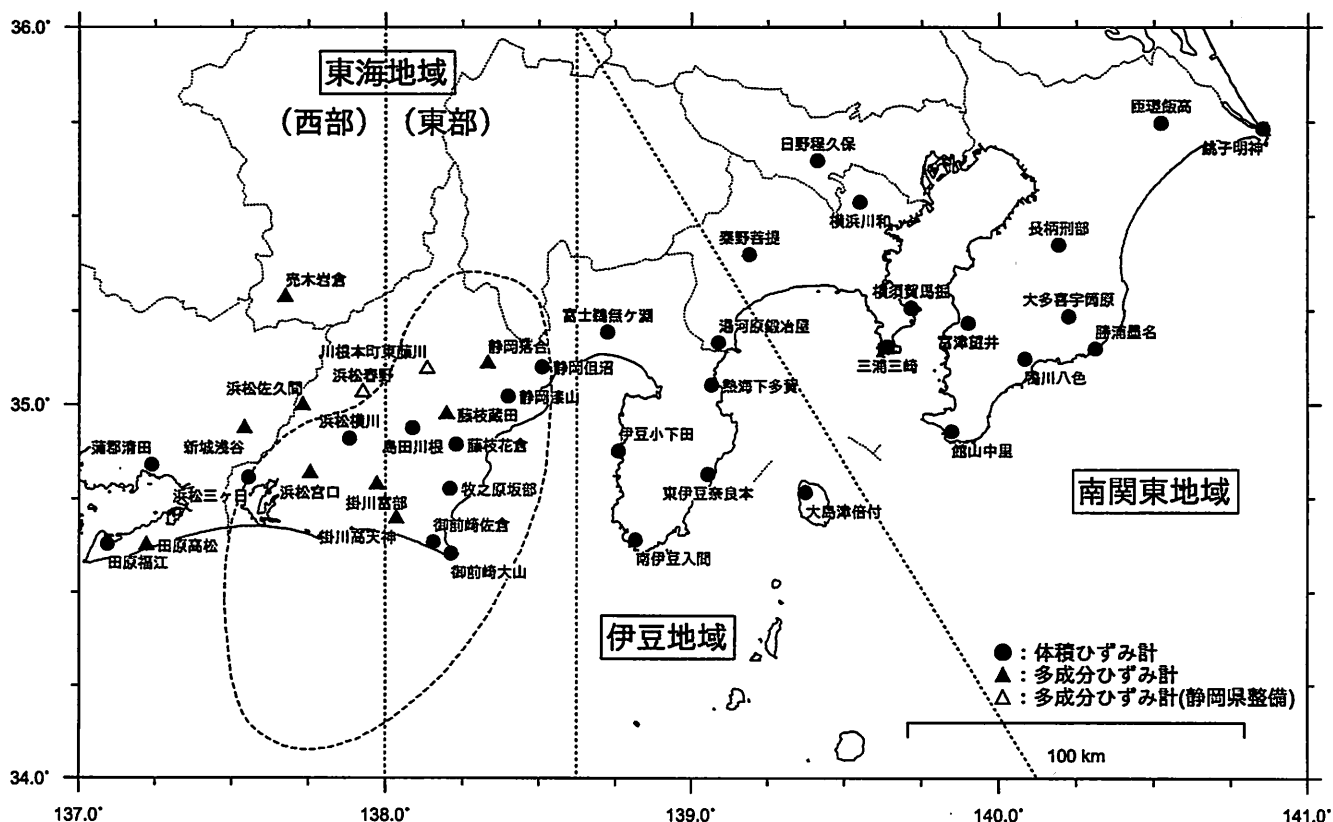 36.0°
東海地域
(西部)
(東部)
匝瑳飯高
銚子明神
日野程久保
横浜川和
秦野菩提
長柄刑部
売木岩倉
横須賀馬堀
大多喜宇筒原
富士鵜無ケ淵
湯河原鍛冶屋
勝浦墨名
富津望井
川根本町東藤川
静岡落合
三浦三崎
鴨川八色
浜松春野
静岡但沼
熱海下多賀
浜松佐久間
静岡漆山
35.0°
浜松横川
藤枝蔵田
伊豆小下田
新城浅谷
島田川根
藤枝花倉
蒲郡清田
館山中里
浜松三ケ日
浜松宮口
掛川富部
牧之原坂部
東伊豆奈良本
大島津倍付
南関東地域
御前崎佐倉
掛川高天神
田原高松
田原福江
御前崎大山
南伊豆入間
伊豆地域
●：体積ひずみ計
▲：多成分ひずみ計
△：多成分ひずみ計(静岡県整備)
100 km
34.0°
137.0°
138.0°
139.0°
140.0°
141.0°